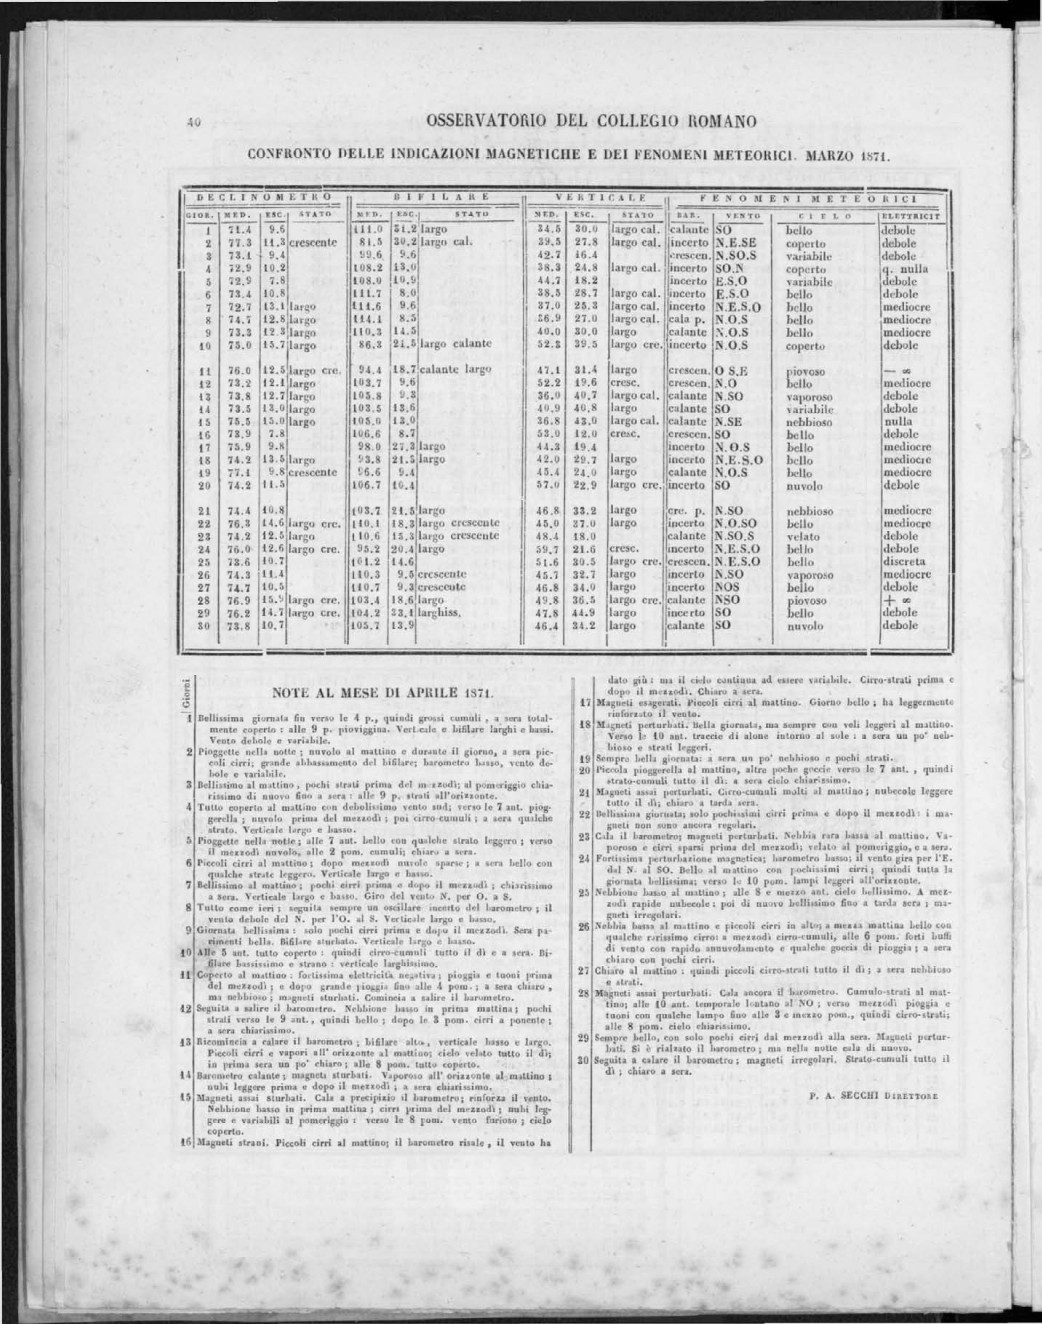 40
OSSERVATORIO DEL COLLEGIO ROMANO
CONFRONTO DELLE INDICAZIONI MAGNETICHE E DEI FENOMENI METEORICI. MARZO 1871.
DECLINOMETRO BIFILARE VERTICALE FENOMENI METEORICI
GIOR. MED. ESC. STATO MED. ESC. STATO MED. ESC. STATO BAR. VENTO CIELO ELETTRICIT
1 71.4 9.6 111.0 31.2 largo 34.5 30.0 largo cal. calante SO bello debole
2 77.3 11.3 crescente 81.5 30.2 largo cal. 39.5 27.8 largo cal. incerto N.E.SE coperto debole
3 73.1 9.4 99.6 9.6 42.7 16.4 crescen. N.SO.S variabile debole
4 72.9 10.2 108.2 13.0 38.3 24.8 largo cal. incerto SO.N coperto q. nulla
5 72.9 7.8 108.0 10.9 44.7 18.2 incerto E.S.O variabile debole
6 73.4 10.8 111.7 8.0 38.5 28.7 largo cal. incerto E.S.O bello debole
7 72.7 13.1 largo 111.6 9.6 37.0 25.3 largo cal. incerto N.E.S.O bello mediocre
8 74.7 12.8 largo 114.1 8.5 36.9 27.0 largo cal. cala p. N.O.S bello mediocre
9 73.3 12.3 largo 110.3 14.5 40.0 30.0 largo calante N.O.S bello debole
10 75.0 15.7 largo 86.3 21.5 largo calante 52.3 39.5 largo cre. incerto N.O.S coperto debole
11 76.0 12.5 largo cre. 94.4 18.7 calante largo 47.1 31.4 largo crescen. O S.E piovoso — ∞
12 73.2 12.1 largo 103.7 9.6 52.2 19.6 cresc. crescen. N.O bello mediocre
13 73.8 12.7 largo 105.8 9.3 36.0 40.7 largo cal. calante N.SO vaporoso debole
14 73.5 13.0 largo 103.5 13.6 40.9 40.8 largo calante SO variabile debole
15 75.5 15.0 largo 105.0 13.0 36.8 43.0 largo cal. calante N.SE nebbioso nulla
16 73.9 7.8 106.6 8.7 53.0 12.0 cresc. crescen. SO bello debole
17 75.9 9.8 98.0 27.3 largo 44.3 19.4 incerto N.O.S bello mediocre
18 74.2 13.5 largo 93.8 21.3 largo 42.0 29.7 largo incerto N.E.S.O bello mediocre
19 77.1 9.8 crescente 96.6 9.4 45.4 24.0 largo calante N.O.S bello mediocre
20 74.2 11.5 106.7 10.4 57.0 22.9 largo cre. incerto SO nuvolo debole
21 74.4 10.8 103.7 21.5 largo 46.8 33.2 largo cre. p. N.SO nebbioso mediocre
22 76.3 14.6 largo cre. 110.1 18.3 largo crescente 45.0 37.0 largo incerto N.O.SO bello mediocre
23 74.2 12.5 largo 110.6 15.3 largo crescente 48.4 18.0 calante N.SO.S velato debole
24 76.0 12.6 largo cre. 95.2 20.4 largo 59.7 21.6 cresc. incerto N.E.S.O bello debole
25 73.6 10.7 101.2 14.6 51.6 30.5 largo cre. crescen. N.E.S.O bello discreta
26 74.3 11.4 110.3 9.5 crescente 45.7 32.7 largo incerto N.SO vaporoso mediocre
27 74.7 10.5 110.7 9.3 crescente 46.8 34.0 largo incerto NOS bello debole
28 76.9 15.9 largo cre. 103.4 18.6 largo 49.8 36.5 largo cre. calante NSO piovoso + ∞
29 76.2 14.7 largo cre. 104.2 33.1 larghiss. 47.8 44.9 largo incerto SO bello debole
30 73.8 10.7 105.7 13.9 46.4 34.2 largo calante SO nuvolo debole
Giorni
NOTE AL MESE DI APRILE 1871.
1 Bellissima giornata fin verso le 4 p., quindi grossi cumuli, a sera total-
mente coperto: alle 9 p. pioviggina. Verticale e bifilare larghi e bassi.
Vento debole e variabile.
2 Pioggette nella notte; nuvolo al mattino e durante il giorno, a sera pic-
coli cirri; grande abbassamento del bifilare; barometro basso, vento de-
bole e variabile.
3 Bellissimo al mattino, pochi strati prima del mezzodì; al pomeriggio chia-
rissimo di nuovo fino a sera: alle 9 p. strati all'orizzonte.
4 Tutto coperto al mattino con debolissimo vento sud; verso le 7 ant. piog-
gerella; nuvolo prima del mezzodì; poi cirro-cumuli; a sera qualche
strato. Verticale largo e basso.
5 Pioggette nella notte; alle 7 ant. bello con qualche strato leggero; verso
il mezzodì nuvolo, alle 2 pom. cumuli; chiaro a sera.
6 Piccoli cirri al mattino; dopo mezzodì nuvole sparse; a sera bello con
qualche strato leggero. Verticale largo e basso.
7 Bellissimo al mattino; pochi cirri prima e dopo il mezzodì; chiarissimo
a sera. Verticale largo e basso. Giro del vento N. per O. a S.
8 Tutto come ieri: seguita sempre un oscillare incerto del barometro; il
vento debole del N. per l'O. al S. Verticale largo e basso.
9 Giornata bellissima: solo pochi cirri prima e dopo il mezzodì. Sera pa-
rimenti bella. Bifilare sturbato. Verticale largo e basso.
10 Alle 5 ant. tutto coperto: quindi cirro-cumuli tutto il dì e a sera. Bi-
filare bassissimo e strano: verticale larghissimo.
11 Coperto al mattino: fortissima elettricità negativa; pioggia e tuoni prima
del mezzodì; e dopo grande pioggia fino alle 4 pom.; a sera chiaro,
ma nebbioso; magneti sturbati. Comincia a salire il barometro.
12 Seguita a salire il barometro. Nebbione basso in prima mattina; pochi
strati verso le 9 ant., quindi bello; dopo le 3 pom. cirri a ponente;
a sera chiarissimo.
13 Ricomincia a calare il barometro; bifilare alto, verticale basso e largo.
Piccoli cirri e vapori all'orizzonte al mattino; cielo velato tutto il dì;
in prima sera un po' chiaro; alle 8 pom. tutto coperto.
14 Barometro calante; magneti sturbati. Vaporoso all'orizzonte al mattino;
nubi leggere prima e dopo il mezzodì; a sera chiarissimo.
15 Magneti assai sturbati. Cala a precipizio il barometro; rinforza il vento.
Nebbione basso in prima mattina; cirri prima del mezzodì; nubi leg-
gere e variabili al pomeriggio: verso le 8 pom. vento furioso; cielo
coperto.
16 Magneti strani. Piccoli cirri al mattino; il barometro risale, il vento ha
dato giù: ma il cielo continua ad essere variabile. Cirro-strati prima e
dopo il mezzodì. Chiaro a sera.
17 Magneti esagerati. Piccoli cirri al mattino. Giorno bello; ha leggermente
rinforzato il vento.
18 Magneti perturbati. Bella giornata, ma sempre con veli leggeri al mattino.
Verso le 10 ant. traccie di alone intorno al sole: a sera un po' neb-
bioso e strati leggeri.
19 Sempre bella giornata: a sera un po' nebbioso e pochi strati.
20 Piccola pioggerella al mattino, altre poche goccie verso le 7 ant., quindi
strato-cumuli tutto il dì: a sera cielo chiarissimo.
21 Magneti assai perturbati. Cirro-cumuli molti al mattino; nubecole leggere
tutto il dì; chiaro a tarda sera.
22 Bellissima giornata; solo pochissimi cirri prima e dopo il mezzodì: i ma-
gneti non sono ancora regolari.
23 Cala il barometro; magneti perturbati. Nebbia rara bassa al mattino. Va-
poroso e cirri sparsi prima del mezzodì; velato al pomeriggio, e a sera.
24 Fortissima perturbazione magnetica; barometro basso; il vento gira per l'E.
dal N. al SO. Bello al mattino con pochissimi cirri; quindi tutta la
giornata bellissima; verso le 10 pom. lampi leggeri all'orizzonte.
25 Nebbione basso al mattino; alle 8 e mezzo ant. cielo bellissimo. A mez-
zodì rapide nubecole: poi di nuovo bellissimo fino a tarda sera; ma-
gneti irregolari.
26 Nebbia bassa al mattino e piccoli cirri in alto; a mezza mattina bello con
qualche rarissimo cirro: a mezzodì cirro-cumuli, alle 6 pom. forti buffi
di vento con rapido annuvolamento e qualche goccia di pioggia; a sera
chiaro con pochi cirri.
27 Chiaro al mattino: quindi piccoli cirro-strati tutto il dì; a sera nebbioso
e strati.
28 Magneti assai perturbati. Cala ancora il barometro. Cumulo-strati al mat-
tino; alle 10 ant. temporale lontano al NO; verso mezzodì pioggia e
tuoni con qualche lampo fino alle 3 e mezzo pom., quindi cirro-strati;
alle 8 pom. cielo chiarissimo.
29 Sempre bello, con solo pochi cirri dal mezzodì alla sera. Magneti pertur-
bati. Si è rialzato il barometro; ma nella notte cala di nuovo.
30 Seguita a calare il barometro; magneti irregolari. Strato-cumuli tutto il
dì; chiaro a sera.
P. A. SECCHI DIRETTORE